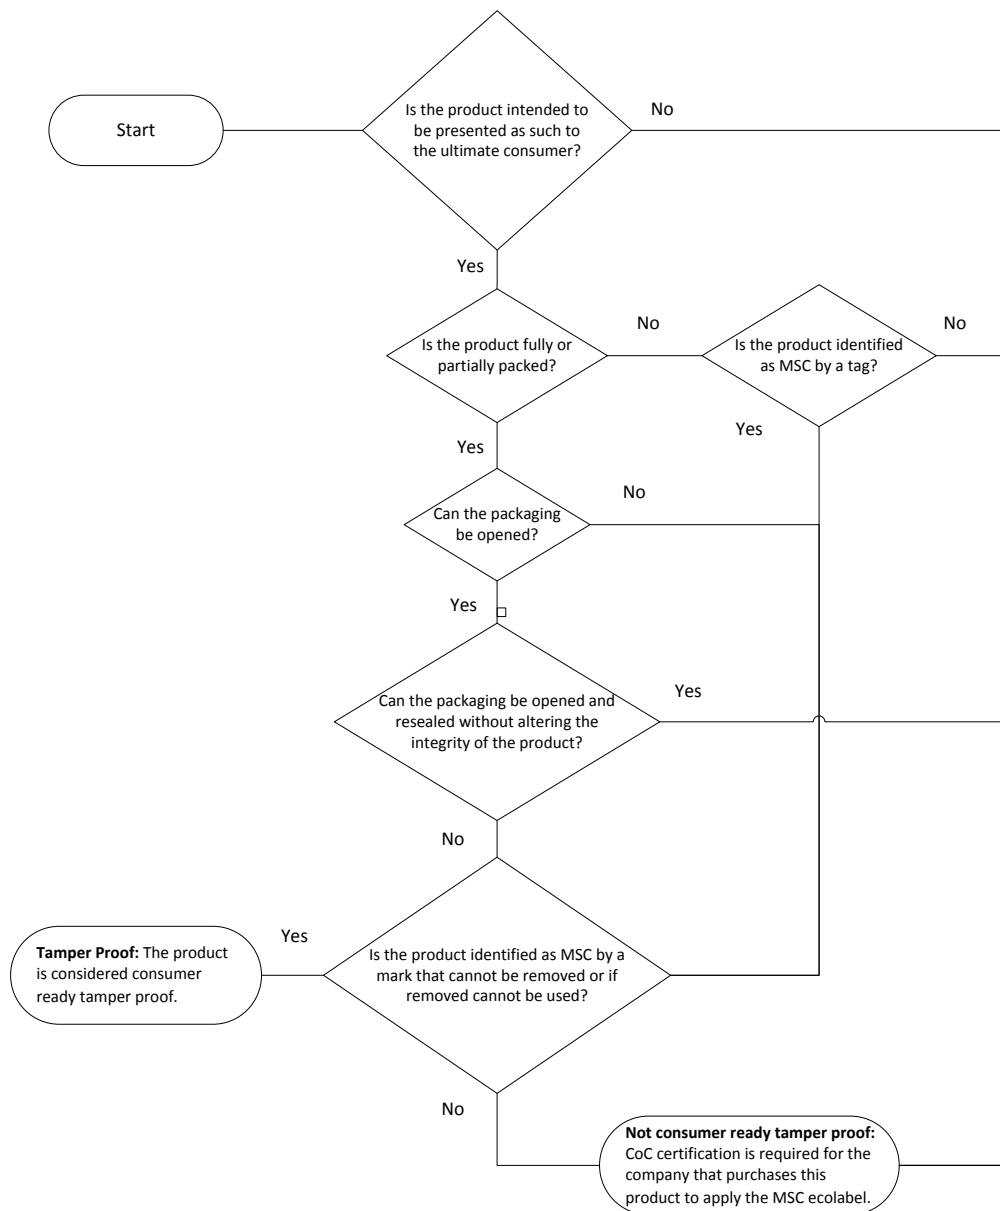 Is the product intended to
be presented as such to
the ultimate consumer?
No
Start
Yes
Is the product fully or
partially packed?
No
Is the product identified
as MSC by a tag?
No
Yes
Yes
Can the packaging
be opened?
No
Yes
Can the packaging be opened and
resealed without altering the
integrity of the product?
Yes
No
Tamper Proof: The product
is considered consumer
ready tamper proof.
Yes
Is the product identified as MSC by a
mark that cannot be removed or if
removed cannot be used?
No
Not consumer ready tamper proof:
CoC certification is required for the
company that purchases this
product to apply the MSC ecolabel.